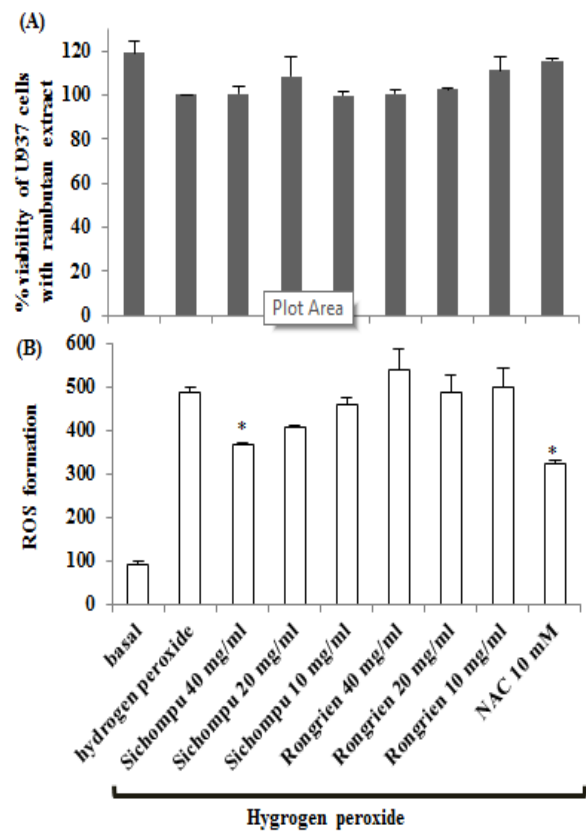 (A)
% viability of U937 cells
with rambutan extract
120
100
80
60
40
20
0
Plot Area
(B)
ROS formation
600
500
400
300
200
100
0
*
*
basal
hydrogen peroxide
Sichompu 40 mg/ml
Sichompu 20 mg/ml
Sichompu 10 mg/ml
Rongrien 40 mg/ml
Rongrien 20 mg/ml
Rongrien 10 mg/ml
NAC 10 mM
Hygrogen peroxide